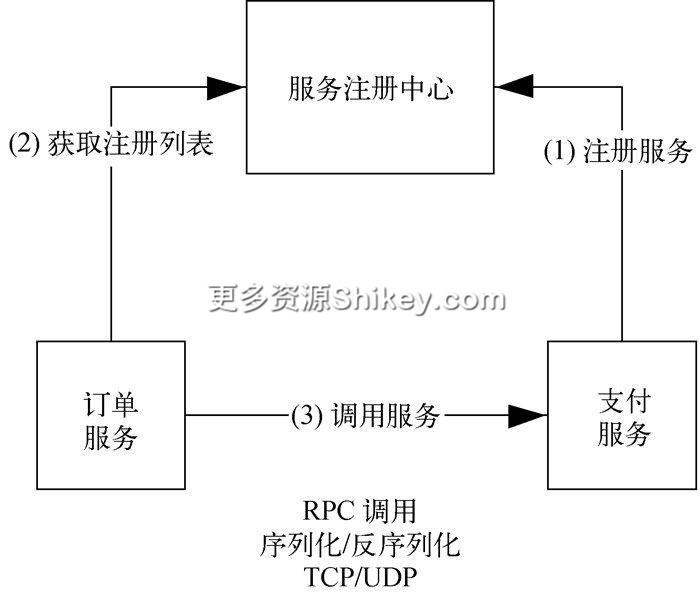 服务注册中心
(2) 获取注册列表
(1) 注册服务
更多资源Shikey.com
订单
服务
(3) 调用服务
支付
服务
RPC 调用
序列化/反序列化
TCP/UDP